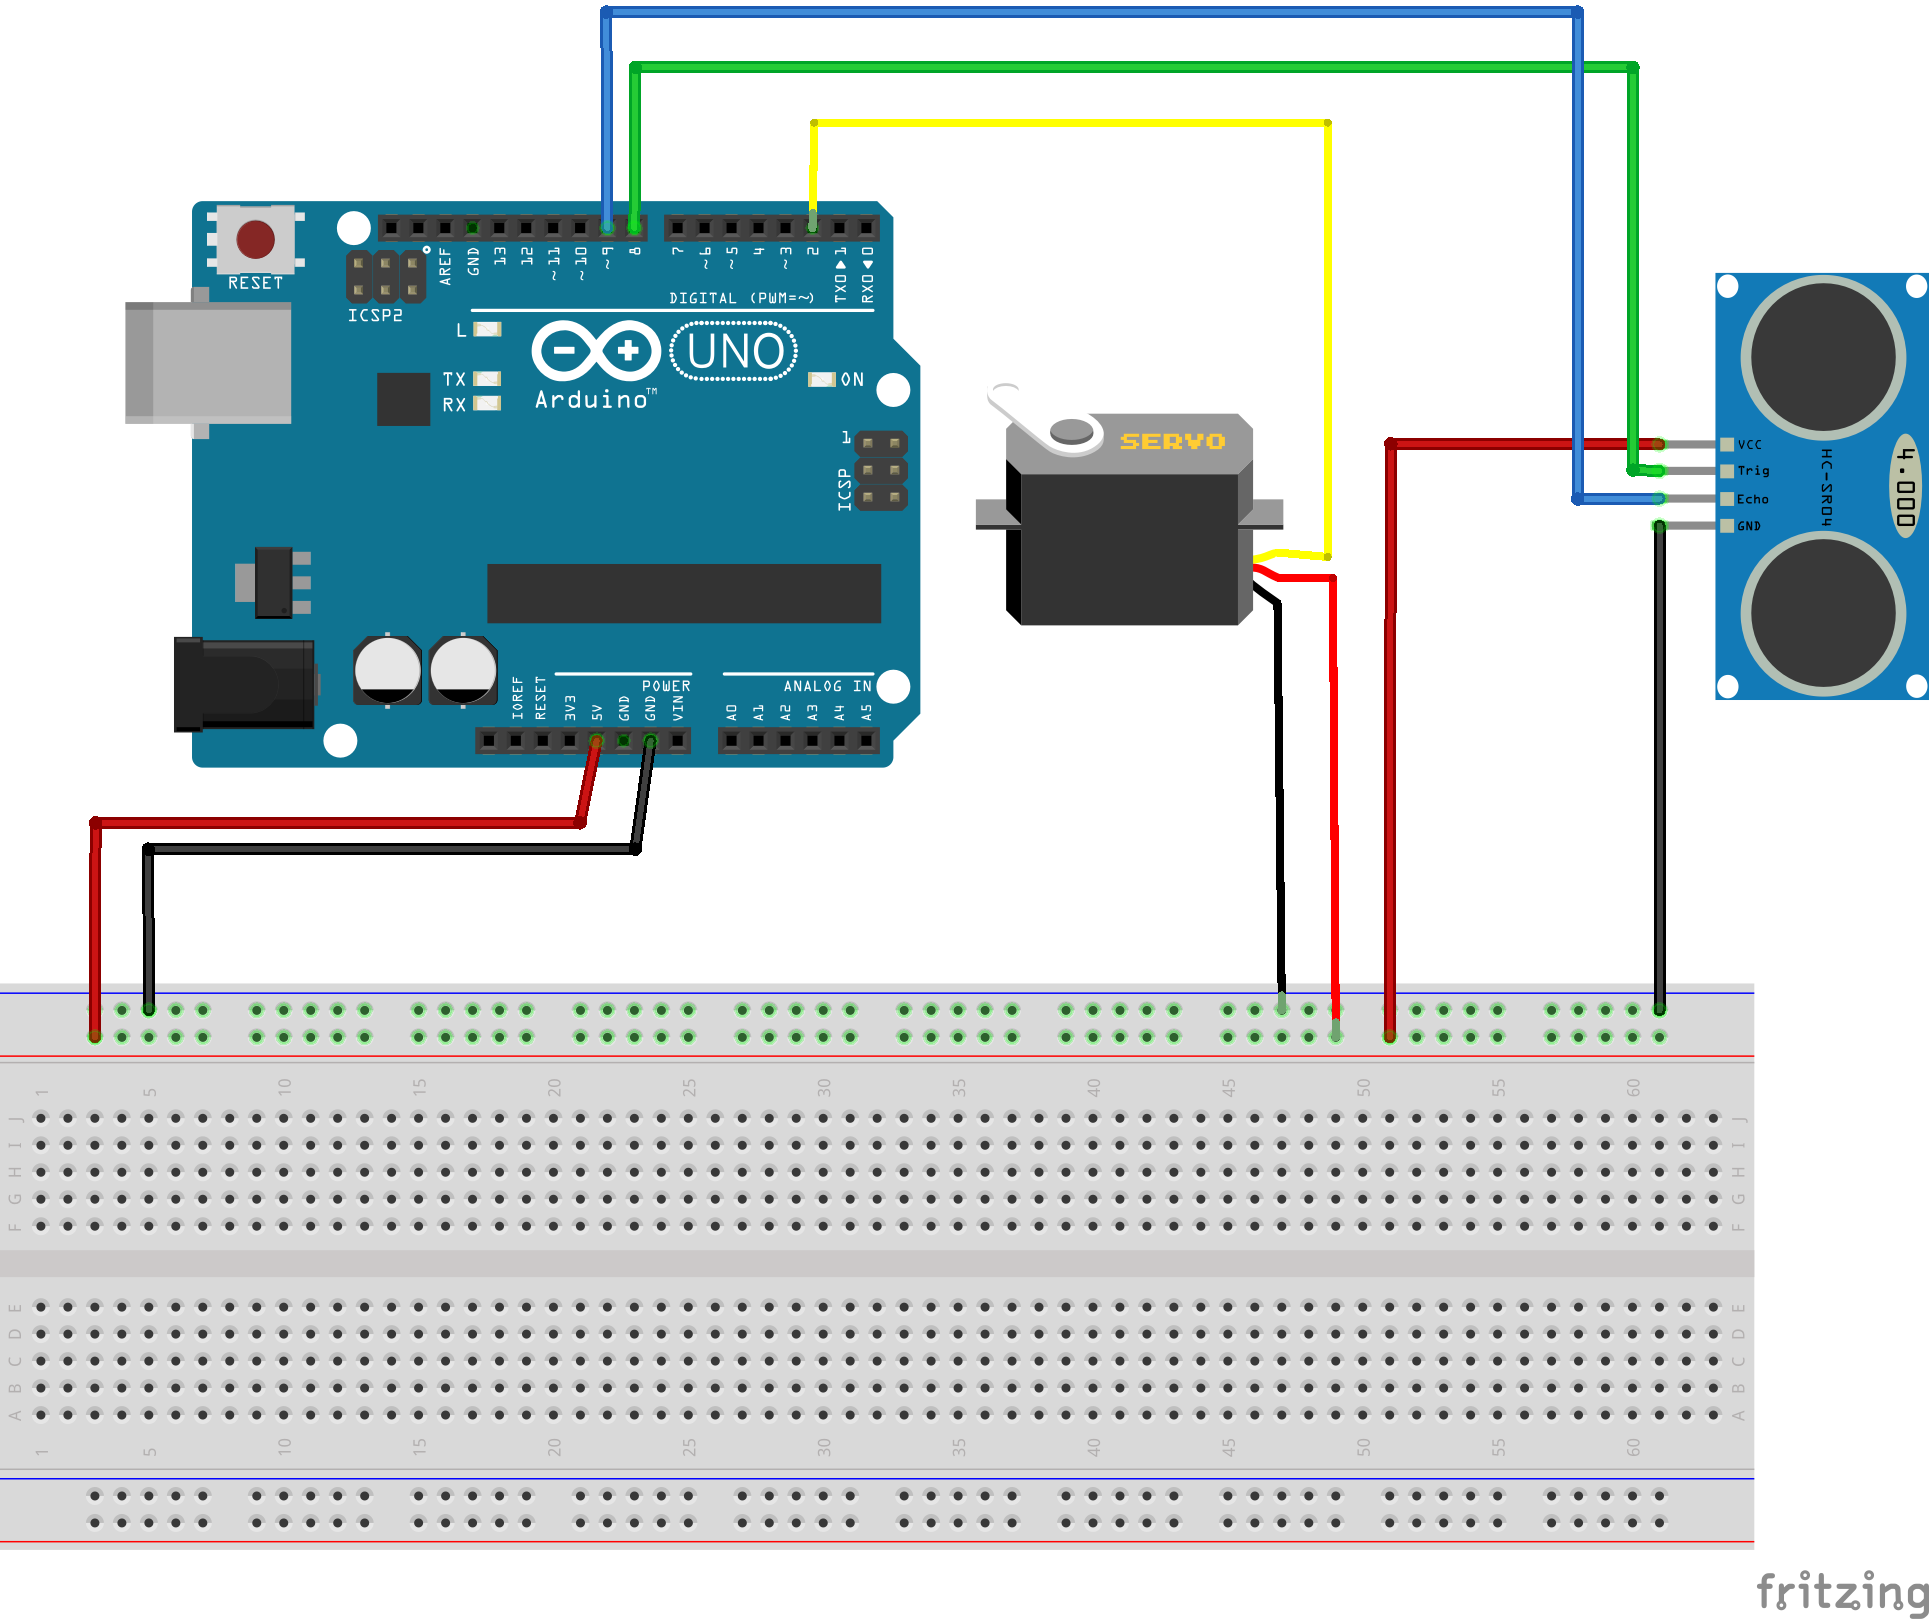 RESET
ICSP2
AREF
GND
13
12
~11
~10
~9
8
7
~6
~5
4
~3
2
TX0▶1
RX0◀0
DIGITAL (PWM=~)
L
TX
RX
Arduino™
UNO
ON
1
ICSP
IOREF
RESET
3V3
5V
GND
GND
VIN
POWER
A0
A1
A2
A3
A4
A5
ANALOG IN
SERVO
VCC
Trig
Echo
GND
HC-SR04
4.000
1 5 10 15 20 25 30 35 40 45 50 55 60
J J
I I
H H
G G
F F
E E
D D
C C
B B
A A
1 5 10 15 20 25 30 35 40 45 50 55 60
fritzing